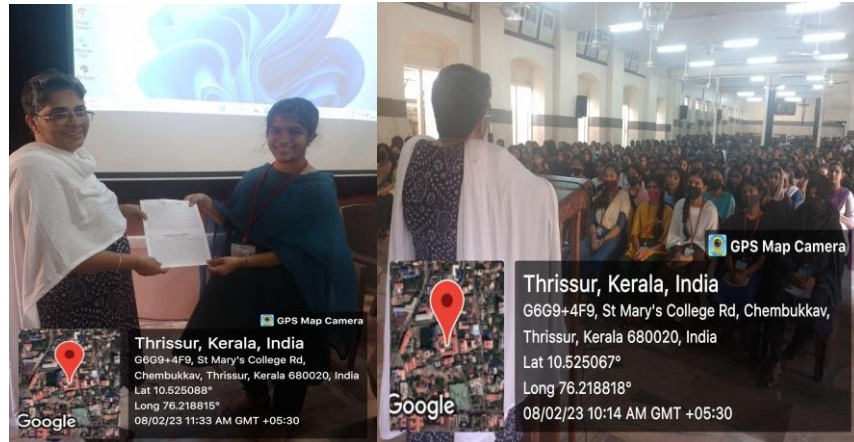 GPS Map Camera
Thrissur, Kerala, India
G6G9+4F9, St Mary's College Rd,
Chembukkav, Thrissur, Kerala 680020, India
Lat 10.525088°
Long 76.218815°
08/02/23 11:33 AM GMT +05:30
Google
GPS Map Camera
Thrissur, Kerala, India
G6G9+4F9, St Mary's College Rd, Chembukkav,
Thrissur, Kerala 680020, India
Lat 10.525067°
Long 76.218818°
08/02/23 10:14 AM GMT +05:30
Google